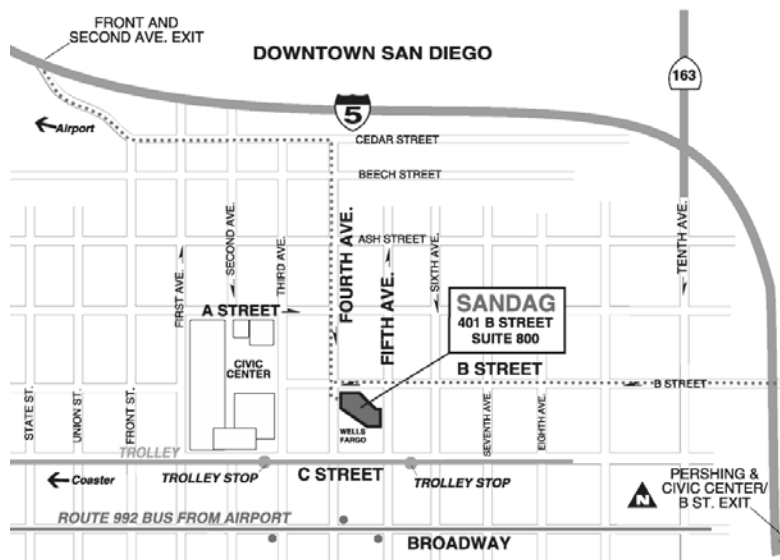 FRONT AND
SECOND AVE. EXIT
DOWNTOWN SAN DIEGO
163
5
Airport
CEDAR STREET
BEECH STREET
ASH STREET
FIRST AVE.
SECOND AVE.
THIRD AVE.
FOURTH AVE.
FIFTH AVE.
SIXTH AVE.
TENTH AVE.
A STREET
SANDAG
401 B STREET
SUITE 800
CIVIC
CENTER
B STREET
B STREET
STATE ST.
UNION ST.
FRONT ST.
WELLS
FARGO
SEVENTH AVE.
EIGHTH AVE.
TROLLEY
TROLLEY STOP
C STREET
TROLLEY STOP
Coaster
PERSHING &
CIVIC CENTER/
B ST. EXIT
N
ROUTE 992 BUS FROM AIRPORT
BROADWAY